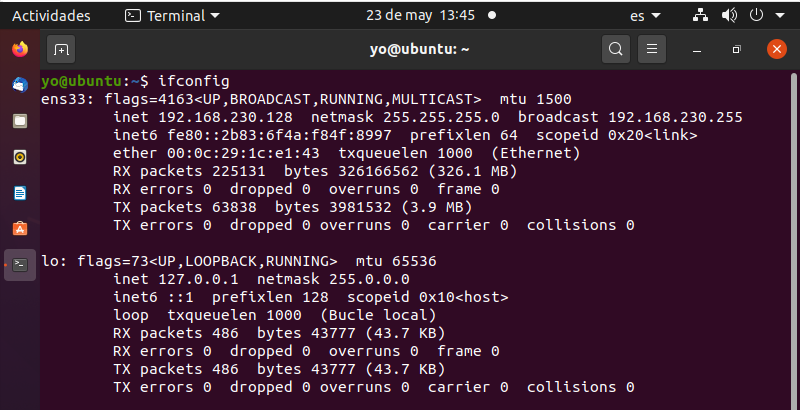 Actividades Terminal 23 de may 13:45 es
yo@ubuntu: ~
yo@ubuntu:~$ ifconfig
ens33: flags=4163<UP,BROADCAST,RUNNING,MULTICAST>  mtu 1500
        inet 192.168.230.128  netmask 255.255.255.0  broadcast 192.168.230.255
        inet6 fe80::2b83:6f4a:f84f:8997  prefixlen 64  scopeid 0x20<link>
        ether 00:0c:29:1c:e1:43  txqueuelen 1000  (Ethernet)
        RX packets 225131  bytes 326166562 (326.1 MB)
        RX errors 0  dropped 0  overruns 0  frame 0
        TX packets 63838  bytes 3981532 (3.9 MB)
        TX errors 0  dropped 0 overruns 0  carrier 0  collisions 0

lo: flags=73<UP,LOOPBACK,RUNNING>  mtu 65536
        inet 127.0.0.1  netmask 255.0.0.0
        inet6 ::1  prefixlen 128  scopeid 0x10<host>
        loop  txqueuelen 1000  (Bucle local)
        RX packets 486  bytes 43777 (43.7 KB)
        RX errors 0  dropped 0  overruns 0  frame 0
        TX packets 486  bytes 43777 (43.7 KB)
        TX errors 0  dropped 0 overruns 0  carrier 0  collisions 0